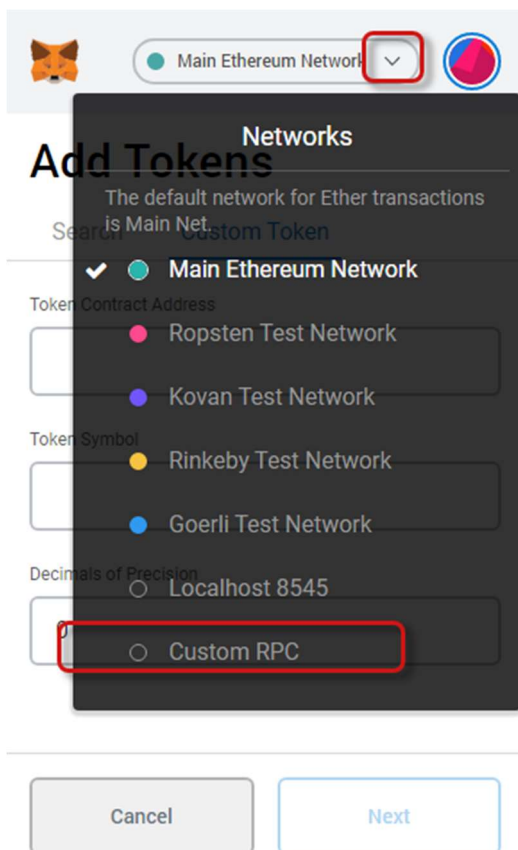 Main Ethereum Network
Networks
Add Tokens
The default network for Ether transactions
is Main Net.
Search
Custom Token
Main Ethereum Network
Token Contract Address
Ropsten Test Network
Kovan Test Network
Token Symbol
Rinkeby Test Network
Goerli Test Network
Decimals of Precision
Localhost 8545
0
Custom RPC
Cancel
Next